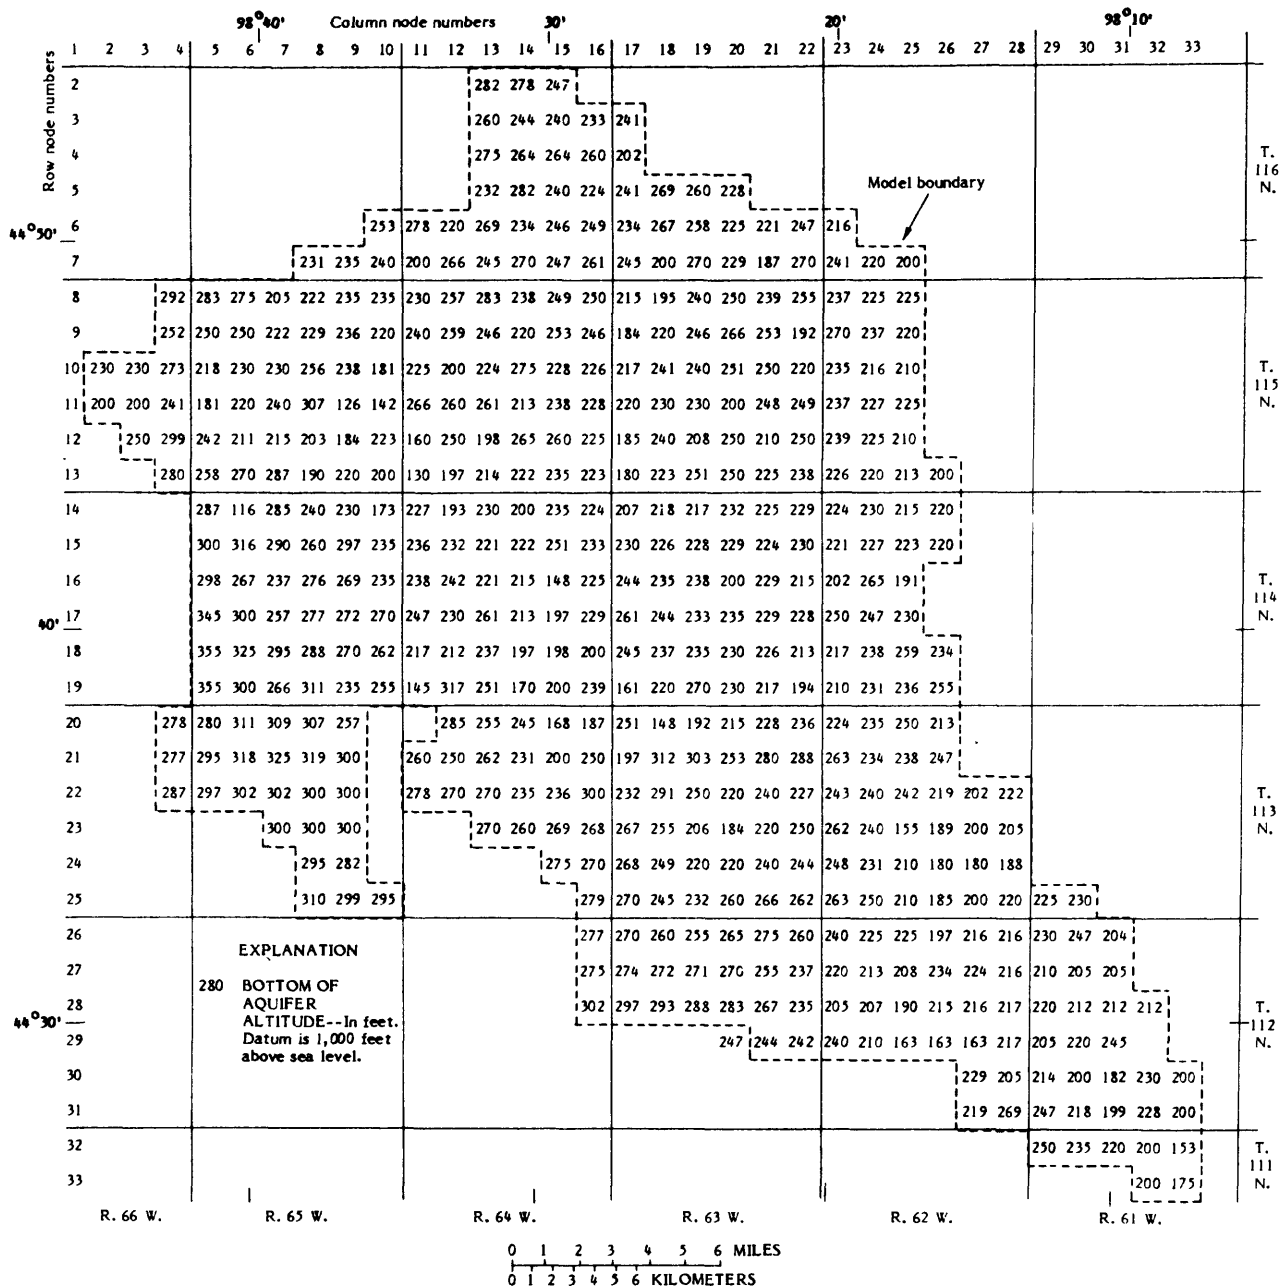 98°40' Column node numbers 30' 20' 98°10'
Row node numbers
1 2 3 4 5 6 7 8 9 10 11 12 13 14 15 16 17 18 19 20 21 22 23 24 25 26 27 28 29 30 31 32 33
2 282 278 247
3 260 244 240 233 241
4 275 264 264 260 202
T. 116 N.
5 232 282 240 224 241 269 260 228
Model boundary
44°50'
6 253 278 220 269 234 246 249 234 267 258 225 221 247 216
7 231 235 240 200 266 245 270 247 261 245 200 270 229 187 270 241 220 200
8 292 283 275 205 222 235 235 230 257 283 238 249 250 215 195 240 250 239 255 237 225 225
9 252 250 250 222 229 236 220 240 259 246 220 253 246 184 220 246 266 253 192 270 237 220
10 230 230 273 218 230 230 256 238 181 225 200 224 275 228 226 217 241 240 251 250 220 235 216 210
T. 115 N.
11 200 200 241 181 220 240 307 126 142 266 260 261 213 238 228 220 230 230 200 248 249 237 227 225
12 250 299 242 211 215 203 184 223 160 250 198 265 260 225 185 240 208 250 210 250 239 225 210
13 280 258 270 287 190 220 200 130 197 214 222 235 223 180 223 251 250 225 238 226 220 213 200
14 287 116 285 240 230 173 227 193 230 200 235 224 207 218 217 232 225 229 224 230 215 220
15 300 316 290 260 297 235 236 232 221 222 251 233 230 226 228 229 224 230 221 227 223 220
16 298 267 237 276 269 235 238 242 221 215 148 225 244 235 238 200 229 215 202 265 191
T. 114 N.
40'
17 345 300 257 277 272 270 247 230 261 213 197 229 261 244 233 235 229 228 250 247 230
18 355 325 295 288 270 262 217 212 237 197 198 200 245 237 235 230 226 213 217 238 259 234
19 355 300 266 311 235 255 145 317 251 170 200 239 161 220 270 230 217 194 210 231 236 255
20 278 280 311 309 307 257 285 255 245 168 187 251 148 192 215 228 236 224 235 250 213
21 277 295 318 325 319 300 260 250 262 231 200 250 197 312 303 253 280 288 263 234 238 247
22 287 297 302 302 300 300 278 270 270 235 236 300 232 291 250 220 240 227 243 240 242 219 202 222
T. 113 N.
23 300 300 300 270 260 269 268 267 255 206 184 220 250 262 240 155 189 200 205
24 295 282 275 270 268 249 220 220 240 244 248 231 210 180 180 188
25 310 299 295 279 270 245 232 260 266 262 263 250 210 185 200 220 225 230
26 277 270 260 255 265 275 260 240 225 225 197 216 216 230 247 204
27 275 274 272 271 270 255 237 220 213 208 234 224 216 210 205 205
28 302 297 293 288 283 267 235 205 207 190 215 216 217 220 212 212 212
T. 112 N.
44°30'
29 247 244 242 240 210 163 163 163 217 205 220 245
30 229 205 214 200 182 230 200
31 219 269 247 218 199 228 200
32 250 235 220 200 153
T. 111 N.
33 200 175
EXPLANATION
280 BOTTOM OF
AQUIFER
ALTITUDE--In feet.
Datum is 1,000 feet
above sea level.
R. 66 W. R. 65 W. R. 64 W. R. 63 W. R. 62 W. R. 61 W.
0 1 2 3 4 5 6 MILES
0 1 2 3 4 5 6 KILOMETERS